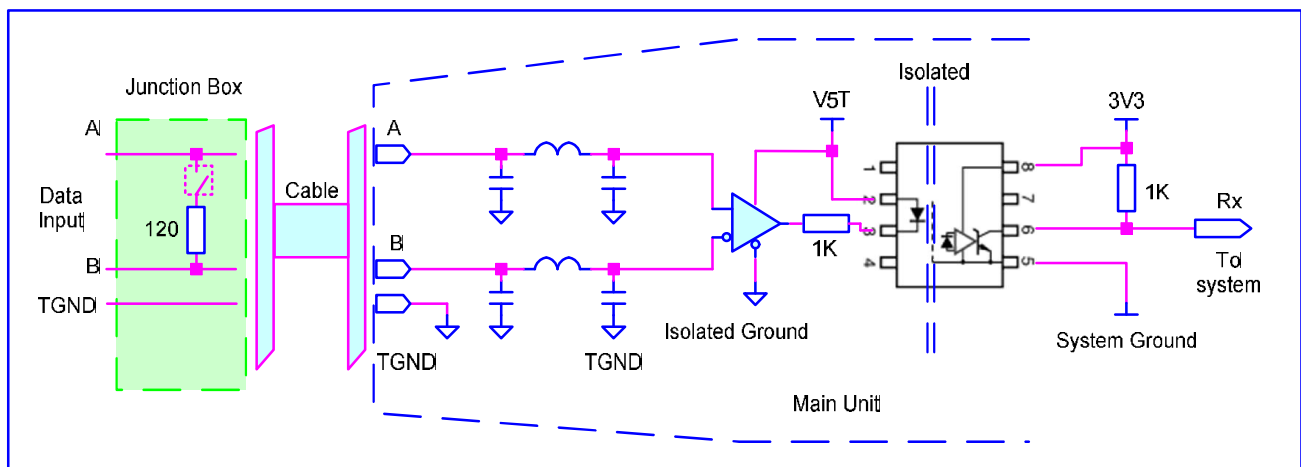 Junction Box
A
Data
Input
120
B
TGND
Cable
A
B
TGND
TGND
Isolated Ground
V5T
1K
Isolated
1
2
3
4
8
7
6
5
3V3
1K
Rx
To
system
System Ground
Main Unit